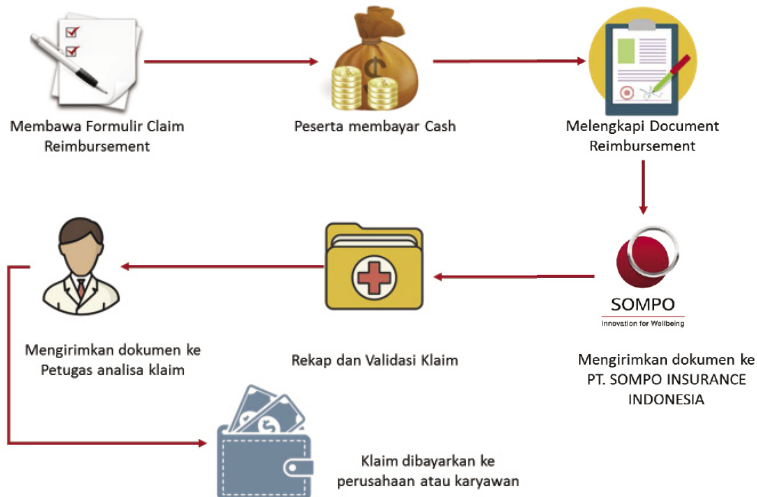 Membawa Formulir Claim
Reimbursement
Peserta membayar Cash
Melengkapi Document
Reimbursement
SOMPO
Innovation for Wellbeing
Mengirimkan dokumen ke
PT. SOMPO INSURANCE
INDONESIA
Rekap dan Validasi Klaim
Mengirimkan dokumen ke
Petugas analisa klaim
Klaim dibayarkan ke
perusahaan atau karyawan